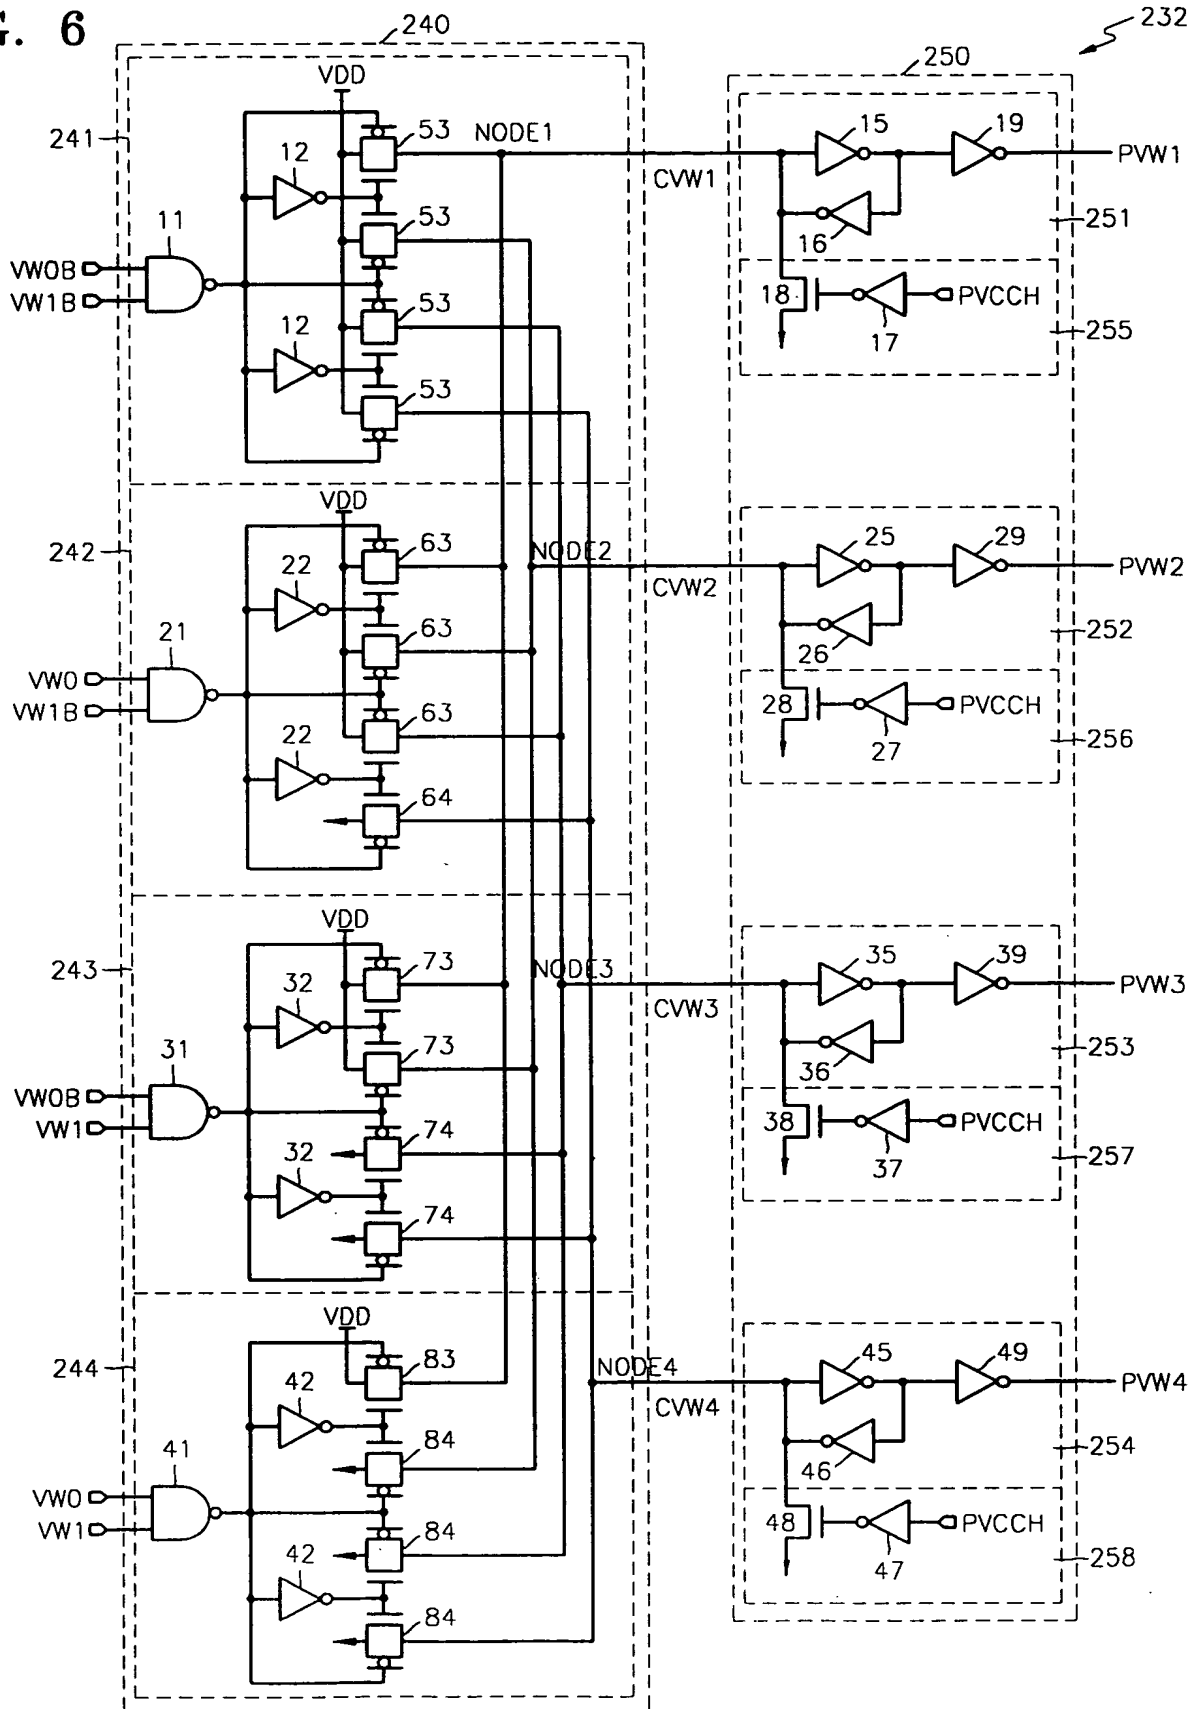 G. 6
240
232
250
VDD
241
53
NODE1
15
19
12
CVW1
PVW1
11
53
16
251
VW0B
VW1B
53
18
PVCCH
12
17
255
53
VDD
242
63
NODE2
25
29
22
CVW2
PVW2
21
63
26
252
VW0
VW1B
63
28
PVCCH
22
27
256
64
VDD
243
73
NODE3
35
39
32
CVW3
PVW3
31
73
36
253
VW0B
VW1
74
38
PVCCH
32
37
257
74
VDD
244
83
NODE4
45
49
42
CVW4
PVW4
41
84
46
254
VW0
VW1
84
48
PVCCH
42
47
258
84